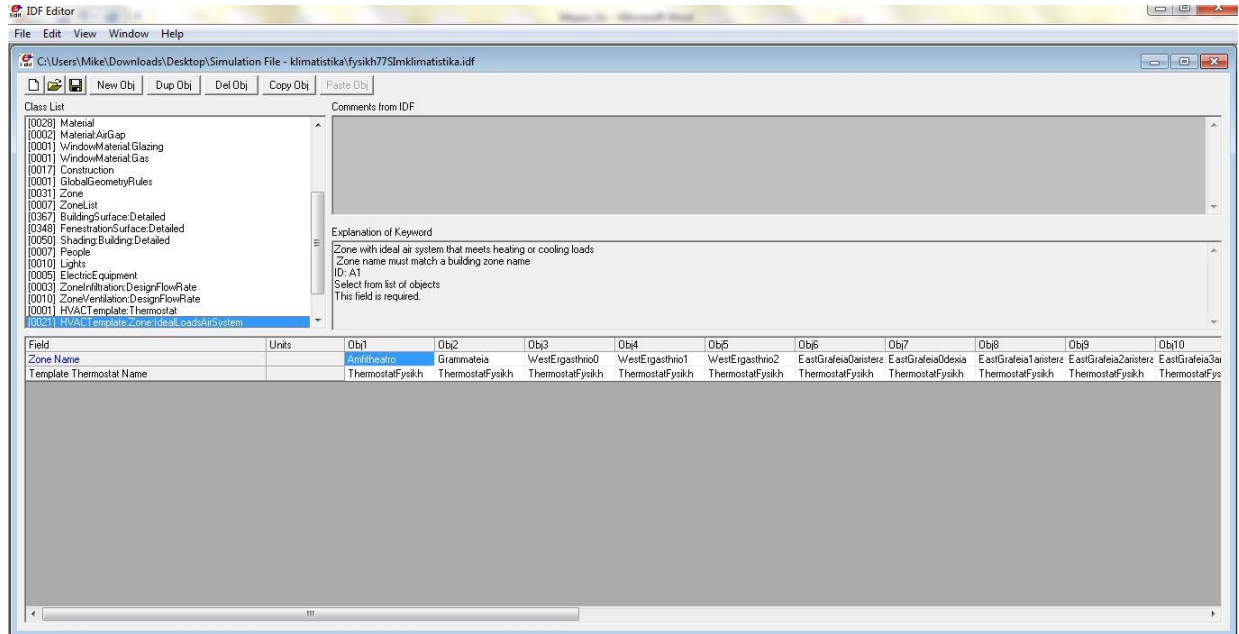 IDF Editor
File Edit View Window Help
C:\Users\Mike\Downloads\Desktop\Simulation File - klimatistika\fysikh77SImklimatistika.idf
New Obj Dup Obj Del Obj Copy Obj Paste Obj
Class List Comments from IDF
[0028] Material
[0002] Material:AirGap
[0001] WindowMaterial:Glazing
[0001] WindowMaterial:Gas
[0017] Construction
[0001] GlobalGeometryRules
[0031] Zone
[0007] ZoneList
[0367] BuildingSurface:Detailed
[0348] FenestrationSurface:Detailed
[0050] Shading:Building:Detailed
[0007] People
[0010] Lights
[0005] ElectricEquipment
[0003] ZoneInfiltration:DesignFlowRate
[0010] ZoneVentilation:DesignFlowRate
[0001] HVACTemplate:Thermostat
[0021] HVACTemplate:Zone:IdealLoadsAirSystem
Explanation of Keyword
Zone with ideal air system that meets heating or cooling loads
Zone name must match a building zone name
ID: A1
Select from list of objects
This field is required.
Field Units Obj1 Obj2 Obj3 Obj4 Obj5 Obj6 Obj7 Obj8 Obj9 Obj10
Zone Name Amfitheatro Grammateia WestErgasthrio0 WestErgasthrio1 WestErgasthrio2 EastGrafeia0aristera EastGrafeia0dexia EastGrafeia1aristera EastGrafeia2aristera EastGrafeia3ar
Template Thermostat Name ThermostatFysikh ThermostatFysikh ThermostatFysikh ThermostatFysikh ThermostatFysikh ThermostatFysikh ThermostatFysikh ThermostatFysikh ThermostatFysikh ThermostatFys